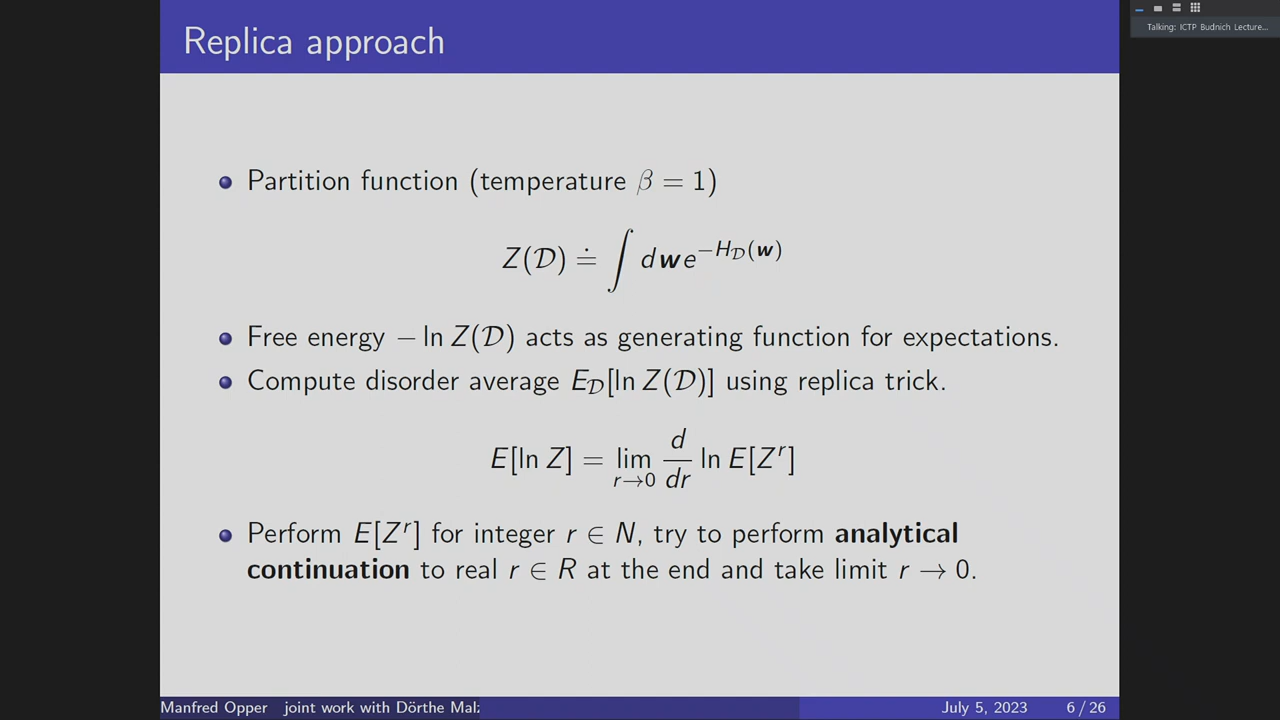 Replica approach
Talking: ICTP Budnich Lecture...
Partition function (temperature β = 1)
Z(𝒟) ≐ ∫ d𝒘 e^{−H_𝒟(𝒘)}
Free energy − ln Z(𝒟) acts as generating function for expectations.
Compute disorder average E_𝒟[ln Z(𝒟)] using replica trick.
E[ln Z] = lim_{r→0} d/dr ln E[Z^r]
Perform E[Z^r] for integer r ∈ N, try to perform analytical
continuation to real r ∈ R at the end and take limit r → 0.
Manfred Opper joint work with Dörthe Malz
July 5, 2023 6 / 26